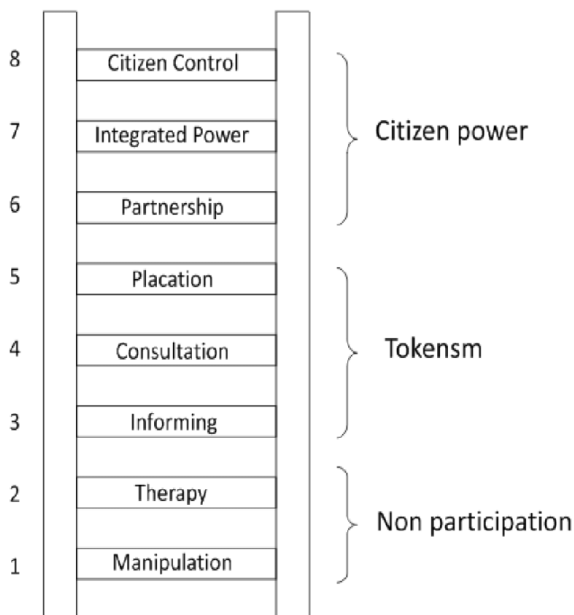 8 Citizen Control
7 Integrated Power
Citizen power
6 Partnership
5 Placation
4 Consultation
Tokensm
3 Informing
2 Therapy
Non participation
1 Manipulation